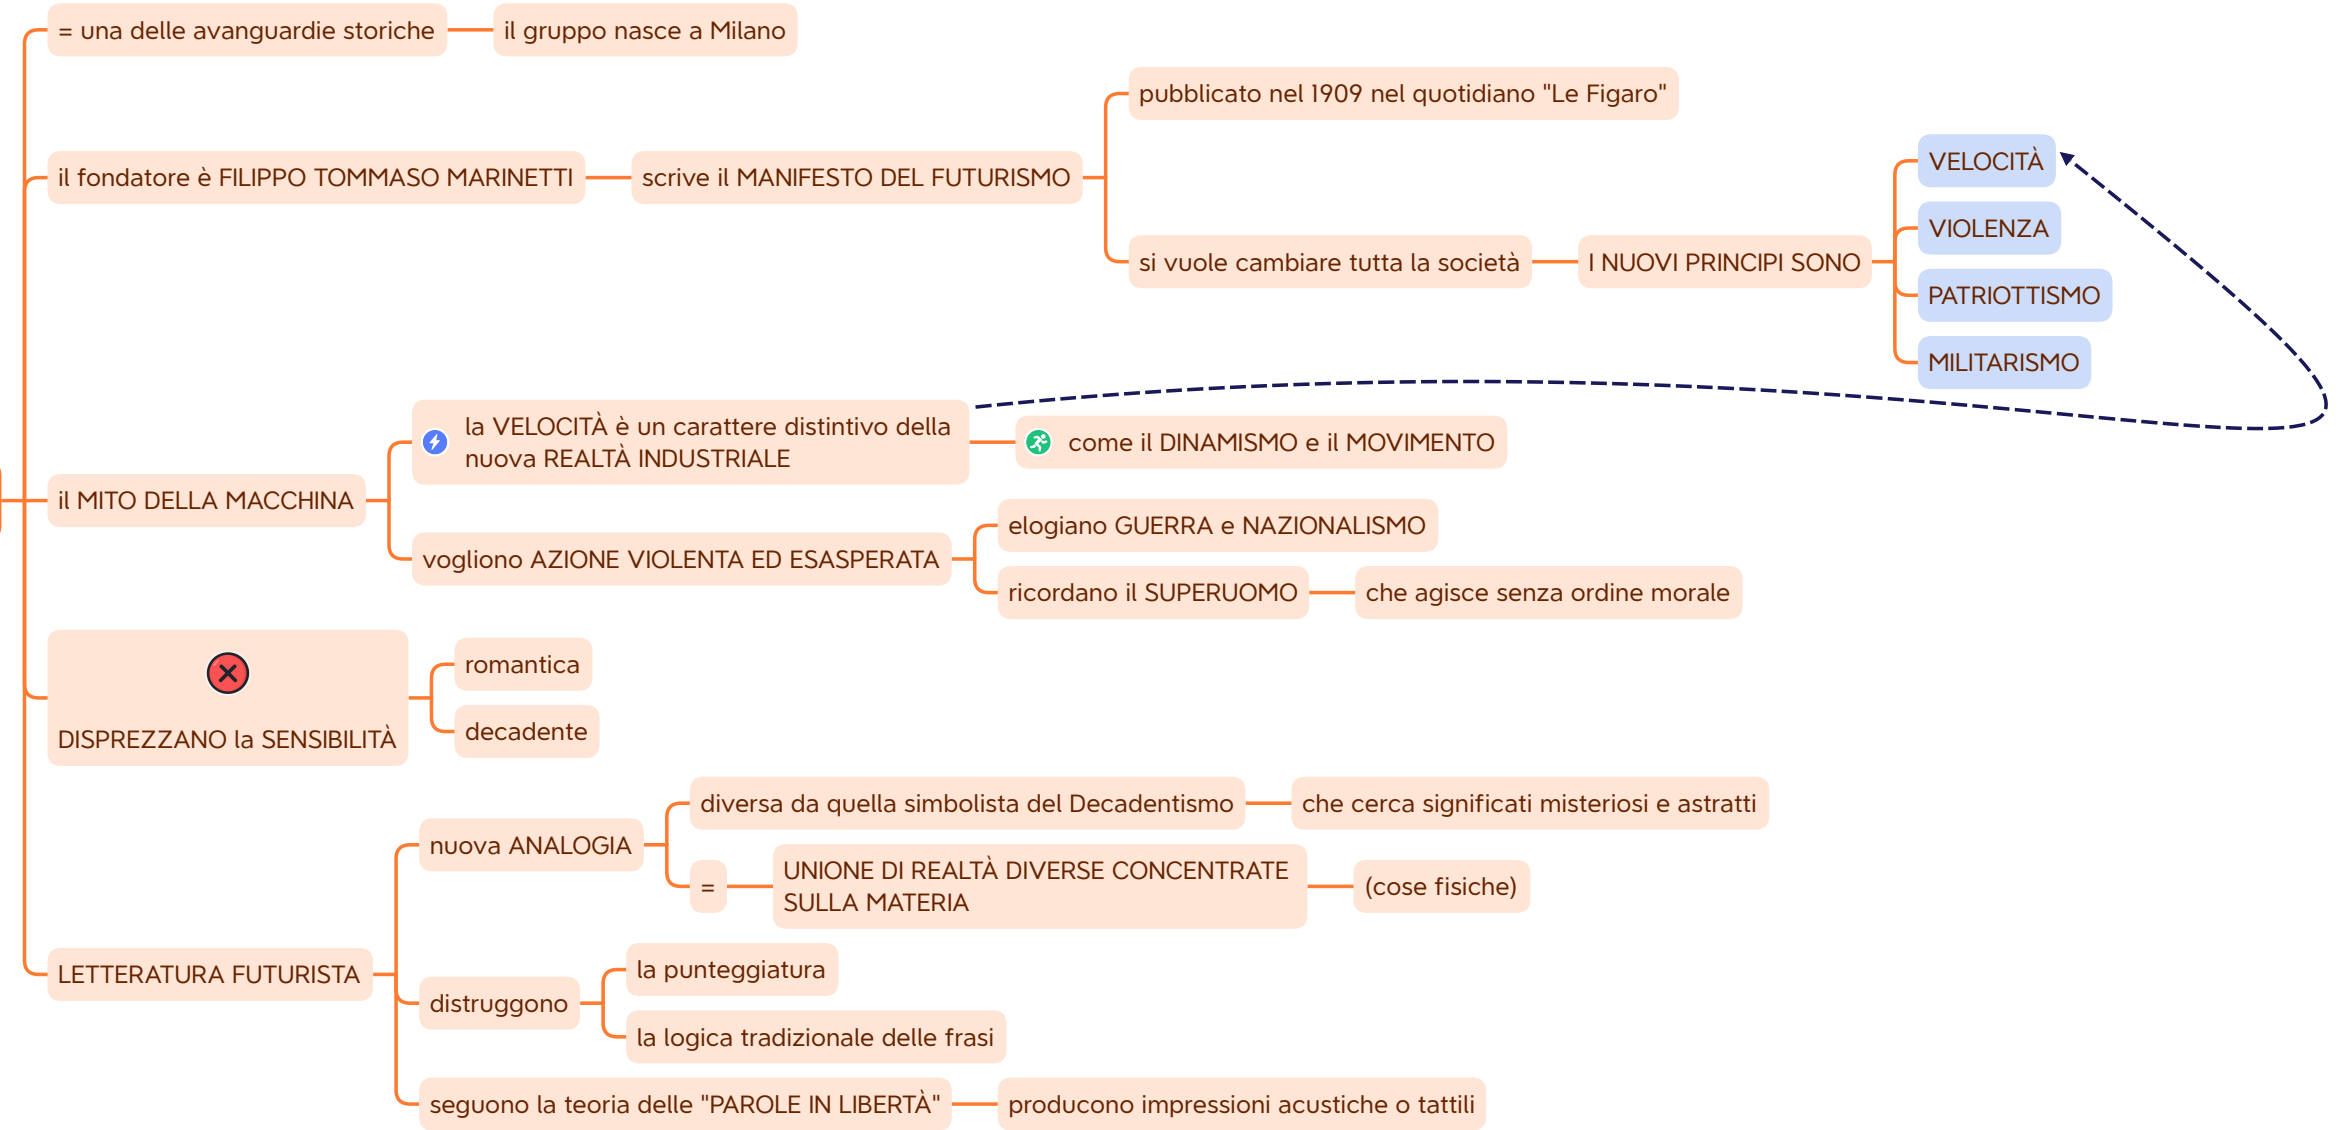 = una delle avanguardie storiche
il gruppo nasce a Milano
il fondatore è FILIPPO TOMMASO MARINETTI
scrive il MANIFESTO DEL FUTURISMO
pubblicato nel 1909 nel quotidiano "Le Figaro"
si vuole cambiare tutta la società
I NUOVI PRINCIPI SONO
VELOCITÀ
VIOLENZA
PATRIOTTISMO
MILITARISMO
il MITO DELLA MACCHINA
la VELOCITÀ è un carattere distintivo della
nuova REALTÀ INDUSTRIALE
come il DINAMISMO e il MOVIMENTO
vogliono AZIONE VIOLENTA ED ESASPERATA
elogiano GUERRA e NAZIONALISMO
ricordano il SUPERUOMO
che agisce senza ordine morale
DISPREZZANO la SENSIBILITÀ
romantica
decadente
LETTERATURA FUTURISTA
nuova ANALOGIA
diversa da quella simbolista del Decadentismo
che cerca significati misteriosi e astratti
=
UNIONE DI REALTÀ DIVERSE CONCENTRATE
SULLA MATERIA
(cose fisiche)
distruggono
la punteggiatura
la logica tradizionale delle frasi
seguono la teoria delle "PAROLE IN LIBERTÀ"
producono impressioni acustiche o tattili